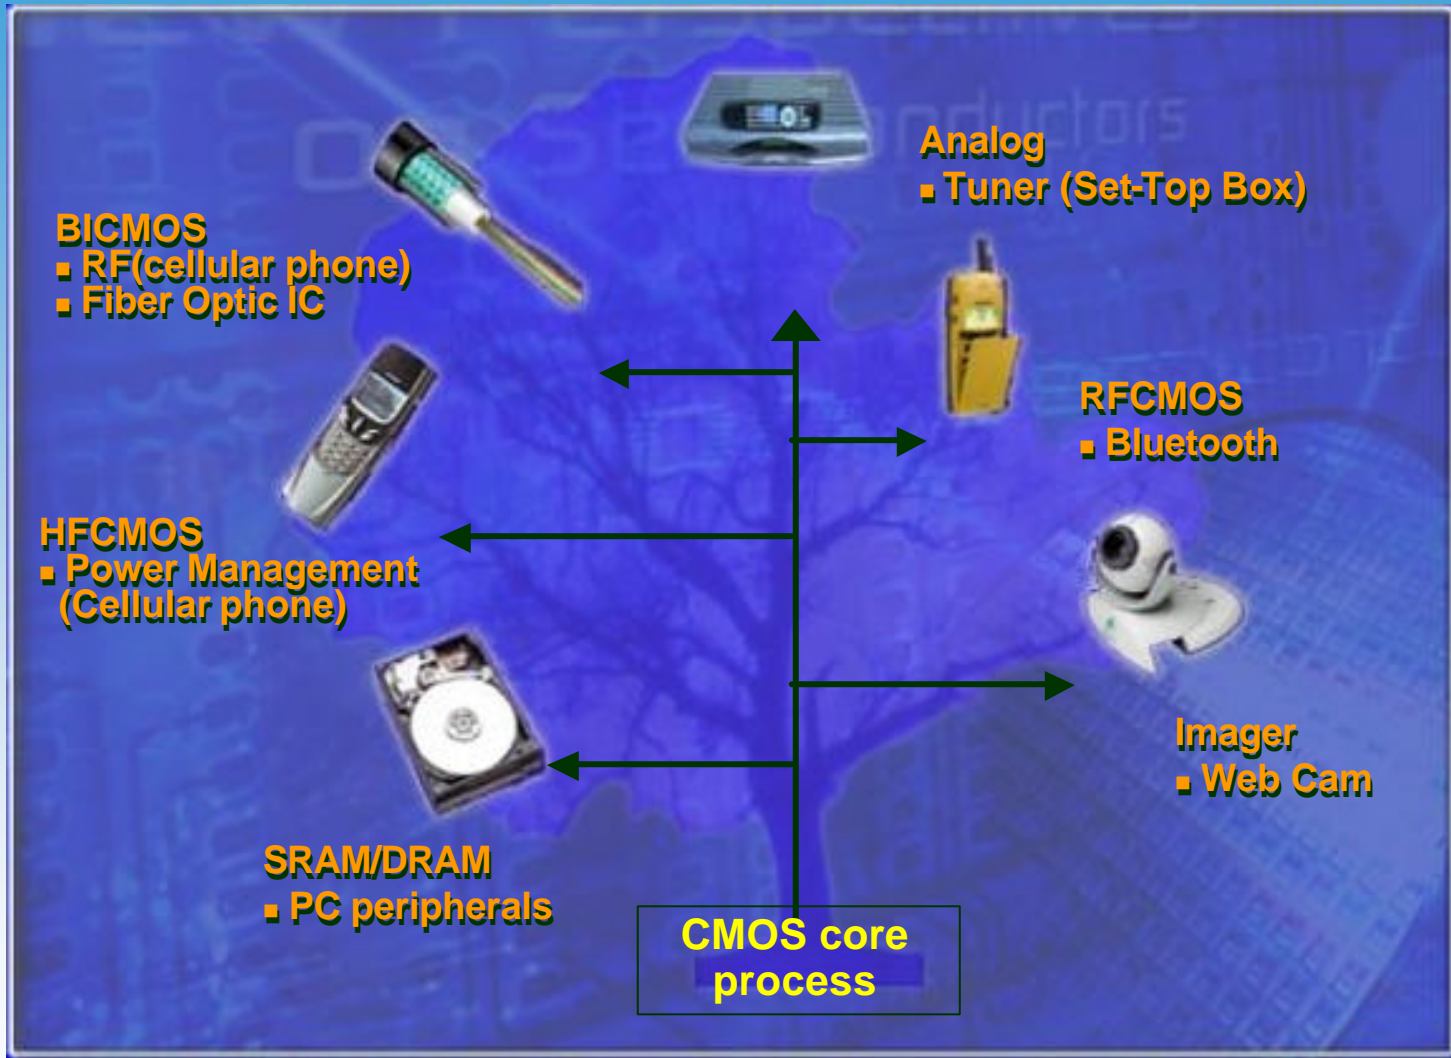 Analog
▪ Tuner (Set-Top Box)
BICMOS
▪ RF(cellular phone)
▪ Fiber Optic IC
RFCMOS
▪ Bluetooth
HFCMOS
▪ Power Management
(Cellular phone)
Imager
▪ Web Cam
SRAM/DRAM
▪ PC peripherals
CMOS core
process